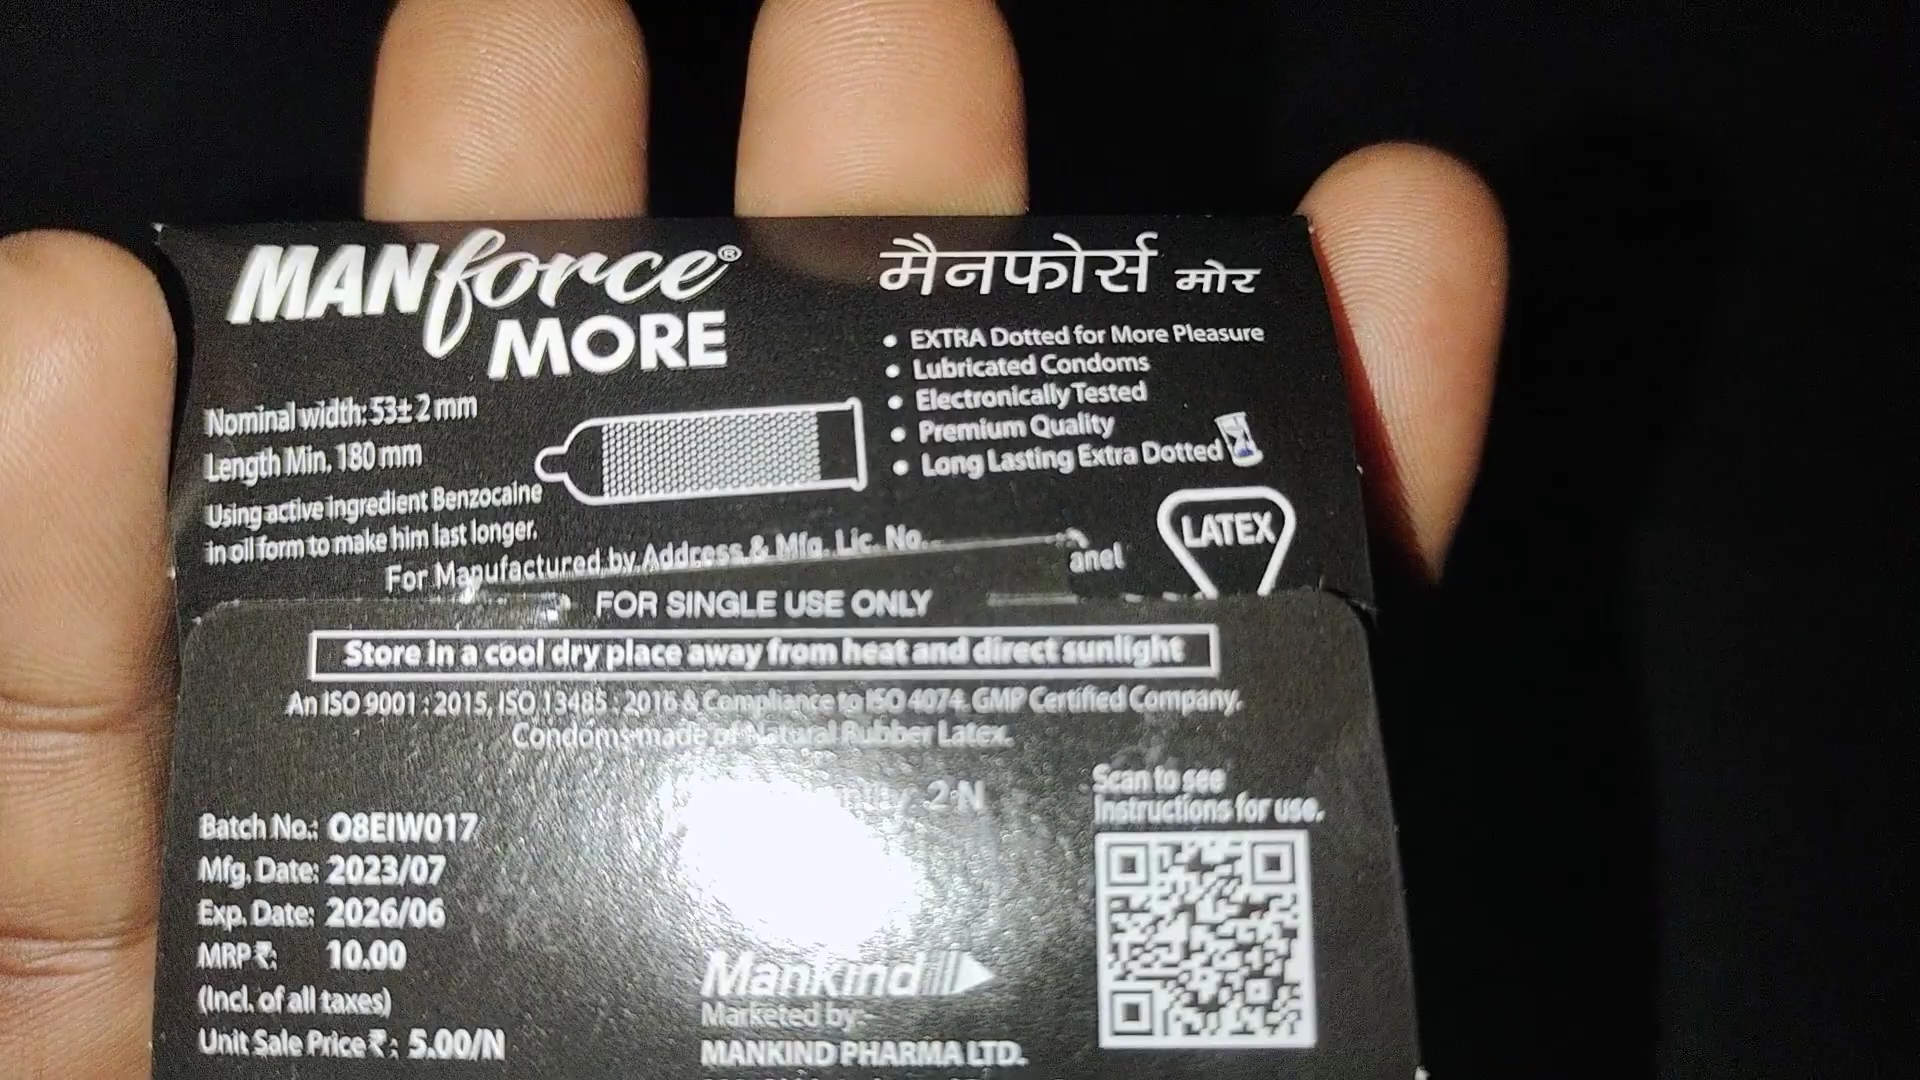 MANforce®
MORE
मैनफोर्स मोर
• EXTRA Dotted for More Pleasure
• Lubricated Condoms
• Electronically Tested
• Premium Quality
• Long Lasting Extra Dotted
Nominal width: 53± 2 mm
Length Min. 180 mm
Using active ingredient Benzocaine
in oil form to make him last longer.
LATEX
For Manufactured by Address & Mfg. Lic. No.
anel
FOR SINGLE USE ONLY
Store in a cool dry place away from heat and direct sunlight
An ISO 9001 : 2015, ISO 13485 : 2016 & Compliance to ISO 4074. GMP Certified Company.
Condoms made of Natural Rubber Latex.
2 N
Batch No.: O8EIW017
Mfg. Date: 2023/07
Exp. Date: 2026/06
MRP ₹: 10.00
(Incl. of all taxes)
Unit Sale Price ₹ : 5.00/N
Mankind
Marketed by:-
MANKIND PHARMA LTD.
Scan to see
Instructions for use.